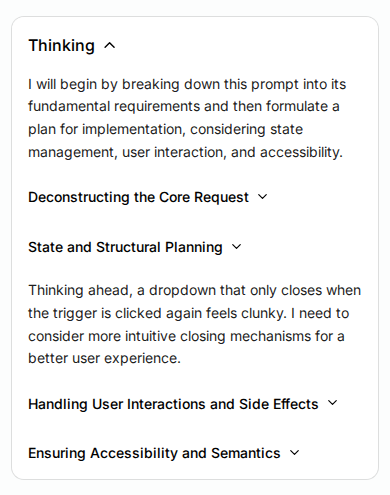 Thinking
I will begin by breaking down this prompt into its
fundamental requirements and then formulate a
plan for implementation, considering state
management, user interaction, and accessibility.
Deconstructing the Core Request
State and Structural Planning
Thinking ahead, a dropdown that only closes when
the trigger is clicked again feels clunky. I need to
consider more intuitive closing mechanisms for a
better user experience.
Handling User Interactions and Side Effects
Ensuring Accessibility and Semantics